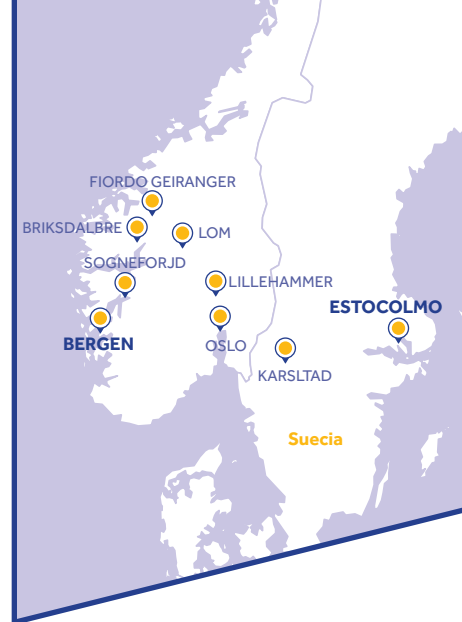 FIORDO GEIRANGER
BRIKSDALBRE
LOM
SOGNEFORJD
LILLEHAMMER
ESTOCOLMO
BERGEN
OSLO
KARSLTAD
Suecia